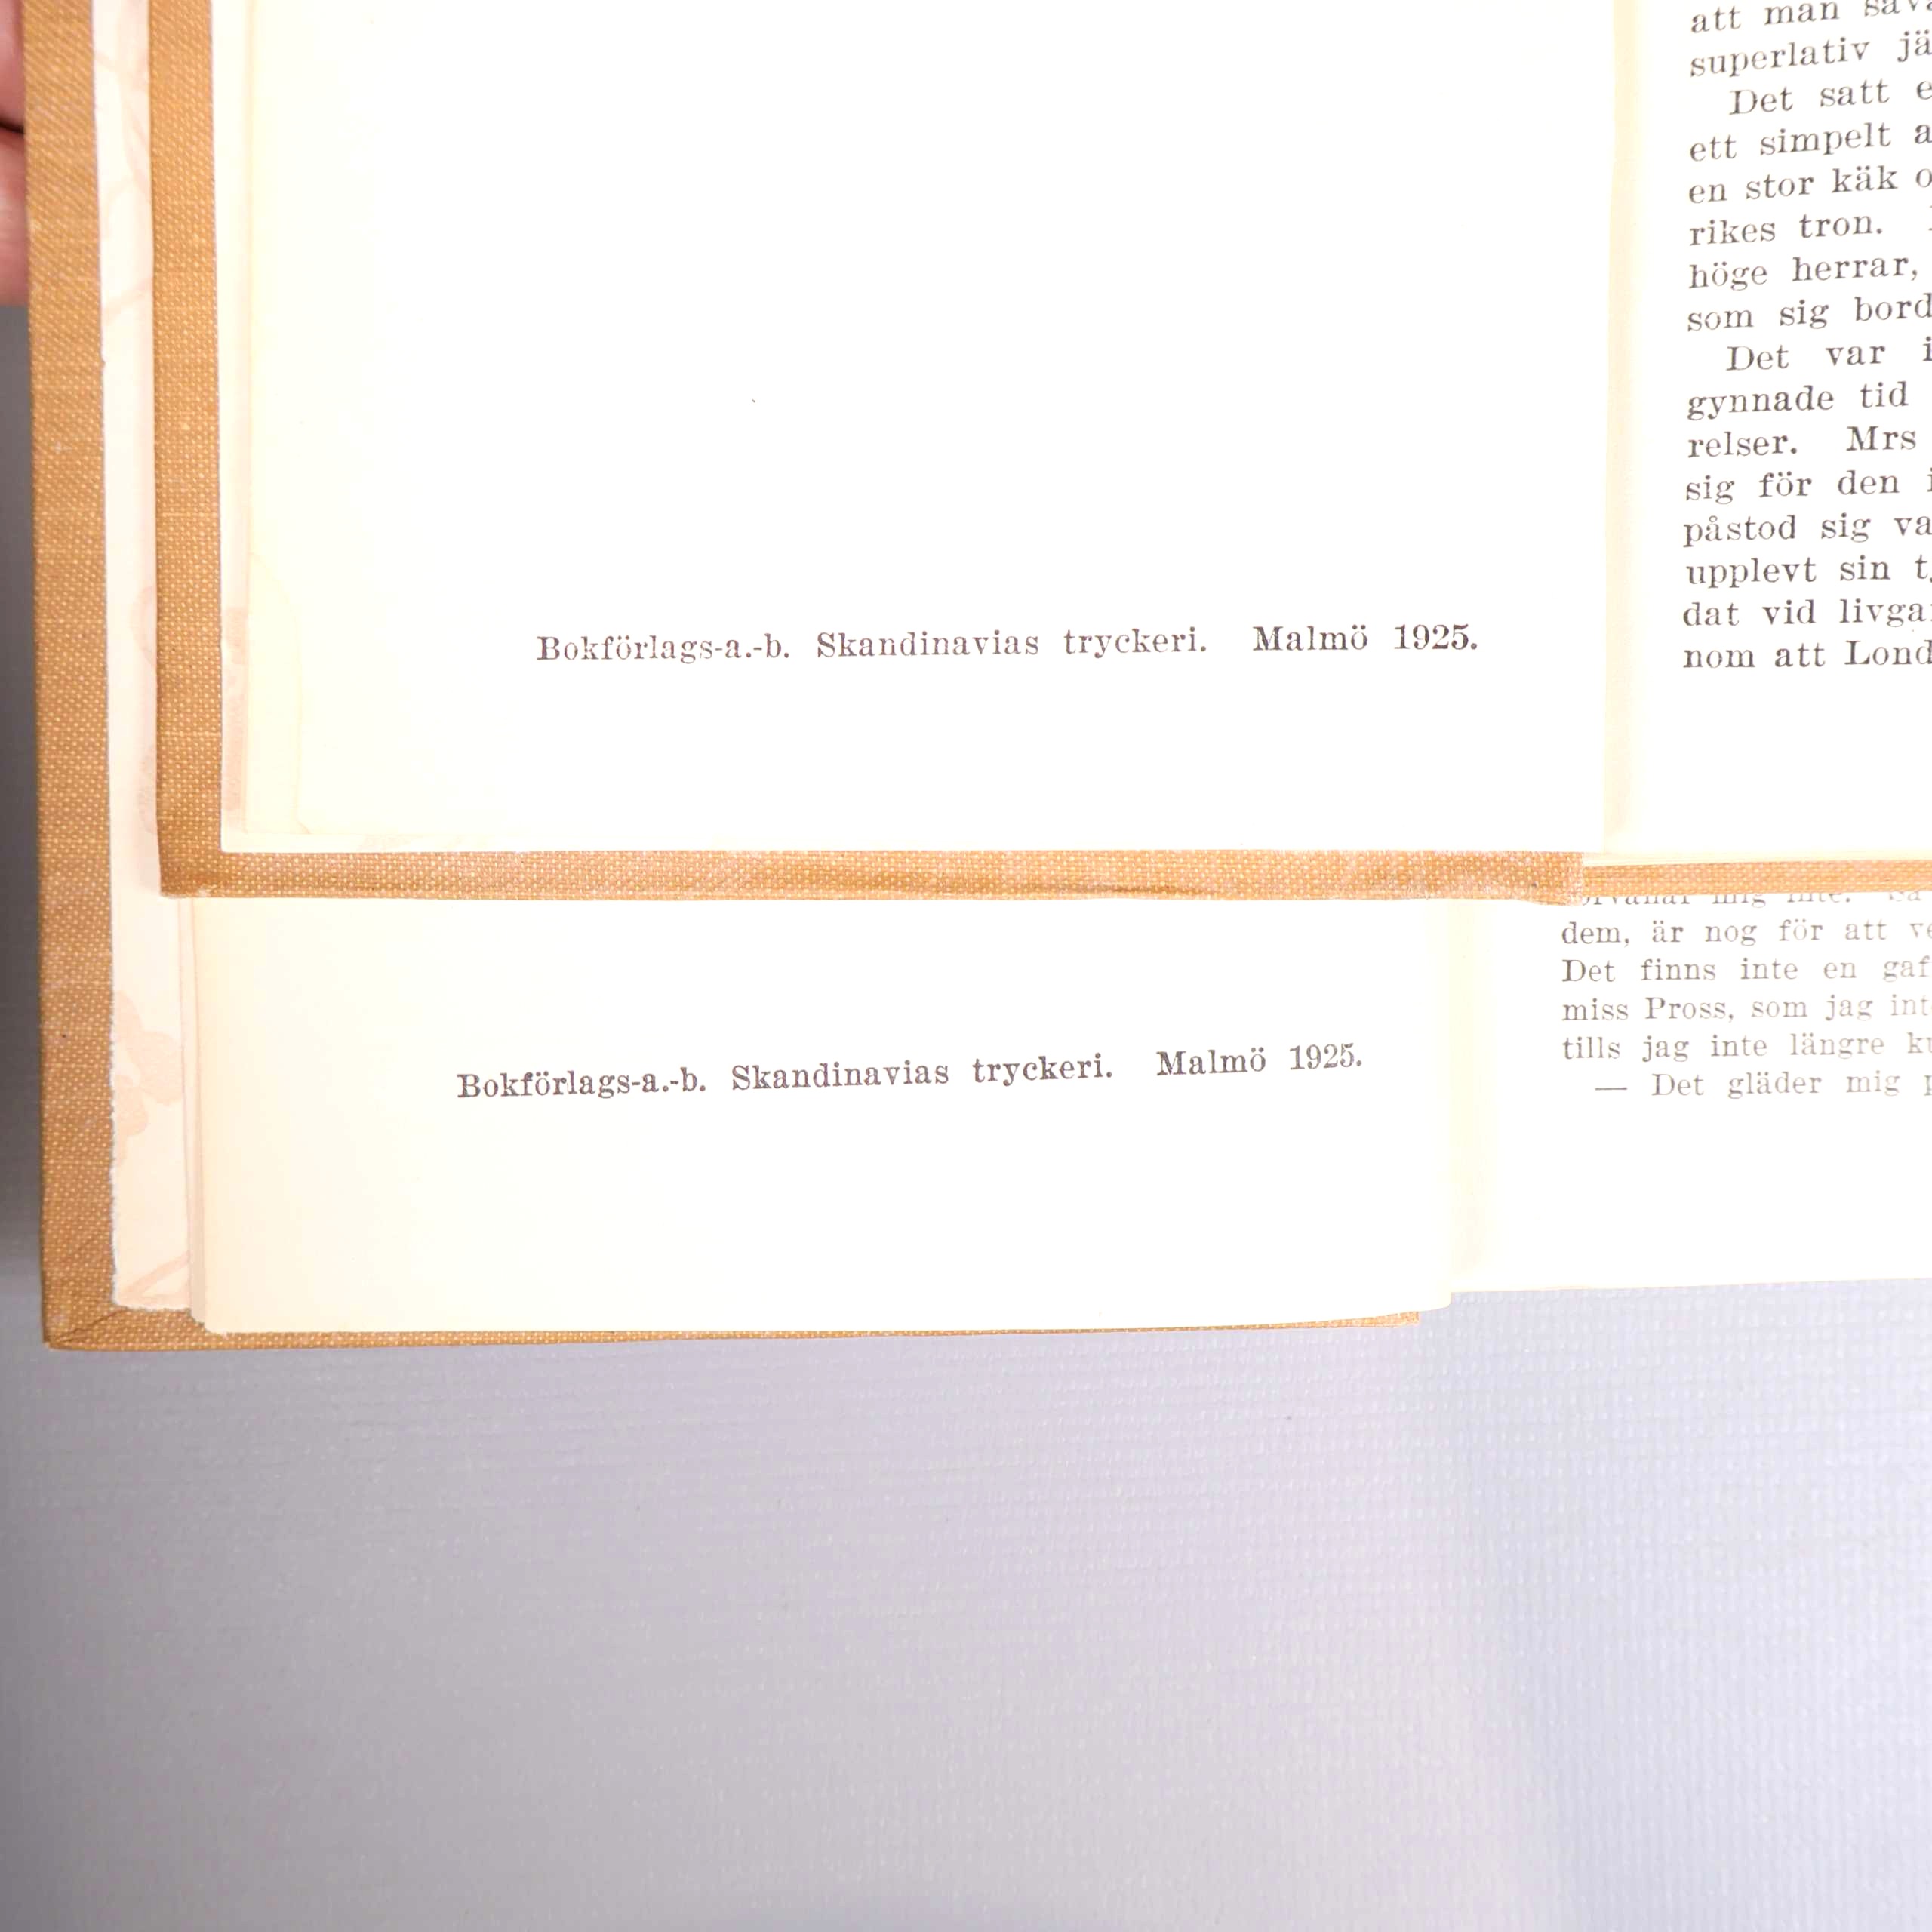 att man
superlativ
Det satt
ett simpelt
en stor käk
rikes tron.
höge herrar,
som sig
Det var
gynnade tid
relser. Mrs
sig för den
påstod sig
upplevt sin
dat vid
nom att
Bokförlags-a.-b. Skandinavias tryckeri. Malmö 1925.
mig inte.
dem, är nog för att
Det finns inte en
miss Pross, som jag
tills jag inte längre
— Det gläder mig
Bokförlags-a.-b. Skandinavias tryckeri. Malmö 1925.